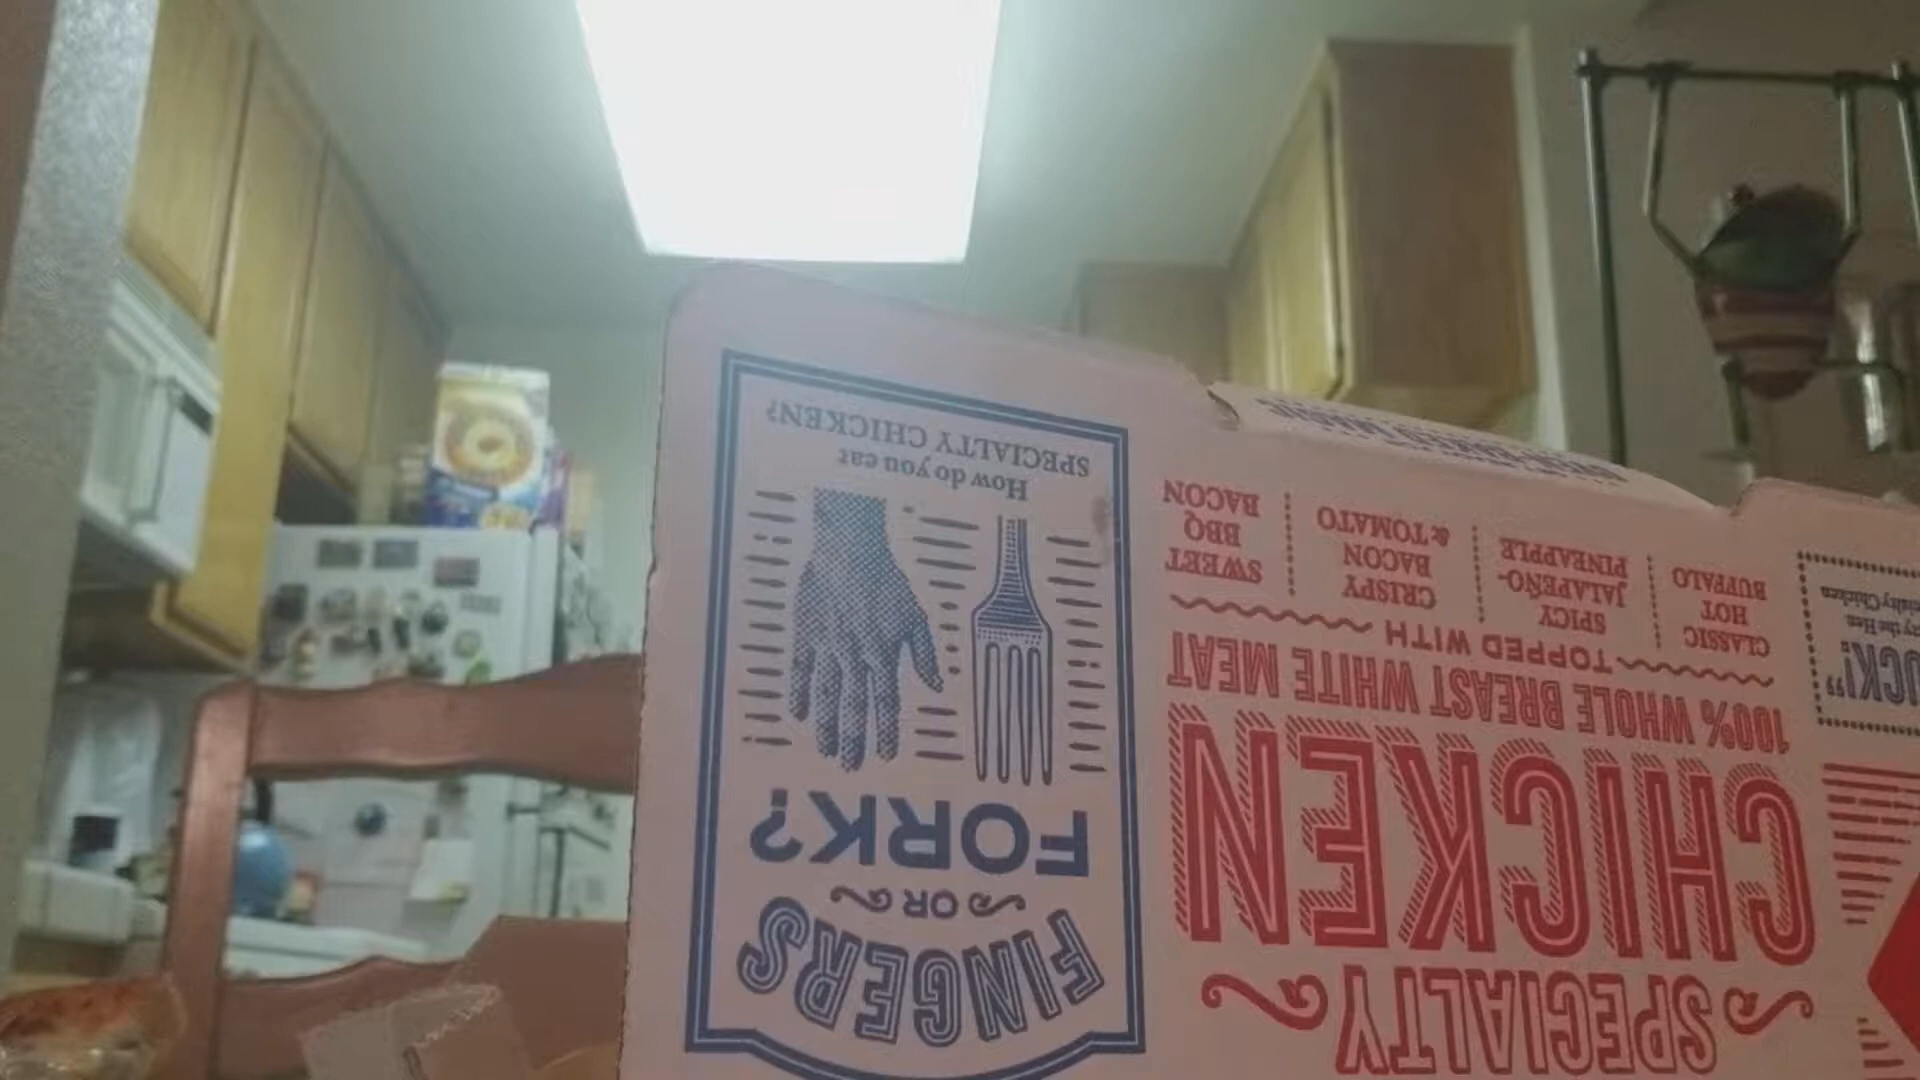 FINGERS
OR
FORK?
How do you eat
SPECIALTY CHICKEN?
SPECIALTY
CHICKEN
100% WHOLE BREAST WHITE MEAT
TOPPED WITH
CLASSIC
HOT
BUFFALO
SPICY
JALAPEÑO-
PINEAPPLE
CRISPY
BACON
& TOMATO
SWEET
BBQ
BACON